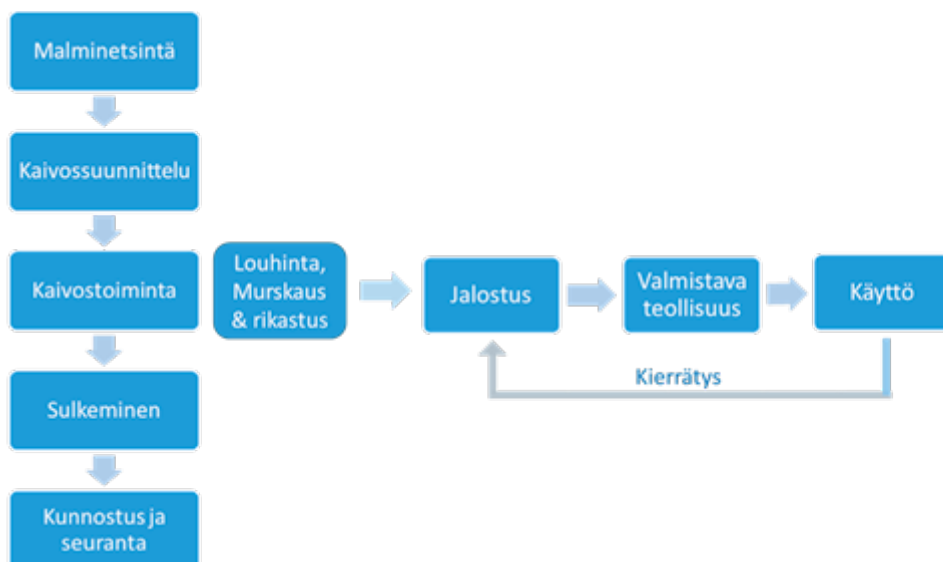 Malminetsintä
Kaivossuunnittelu
Kaivostoiminta
Louhinta,
Murskaus
& rikastus
Jalostus
Valmistava
teollisuus
Käyttö
Kierrätys
Sulkeminen
Kunnostus ja
seuranta